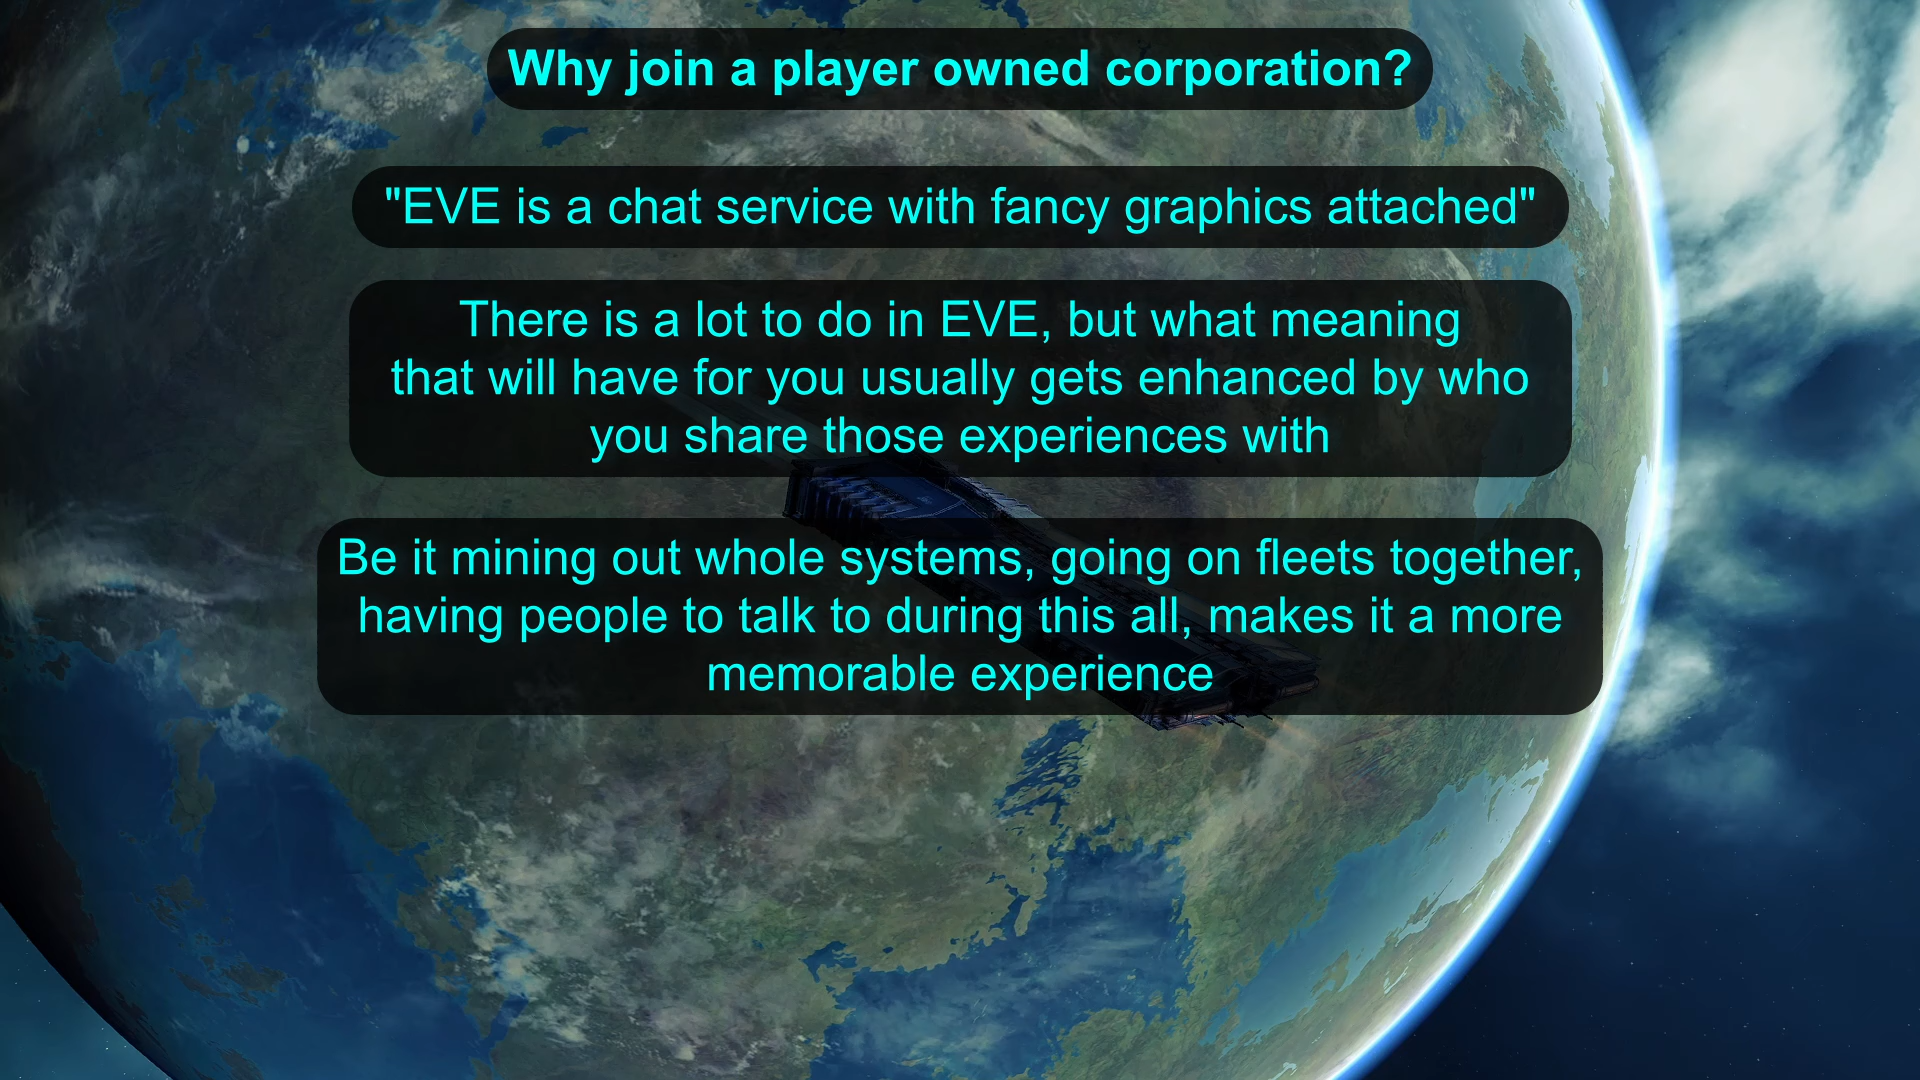 Why join a player owned corporation?
"EVE is a chat service with fancy graphics attached"
There is a lot to do in EVE, but what meaning
that will have for you usually gets enhanced by who
you share those experiences with
Be it mining out whole systems, going on fleets together,
having people to talk to during this all, makes it a more
memorable experience